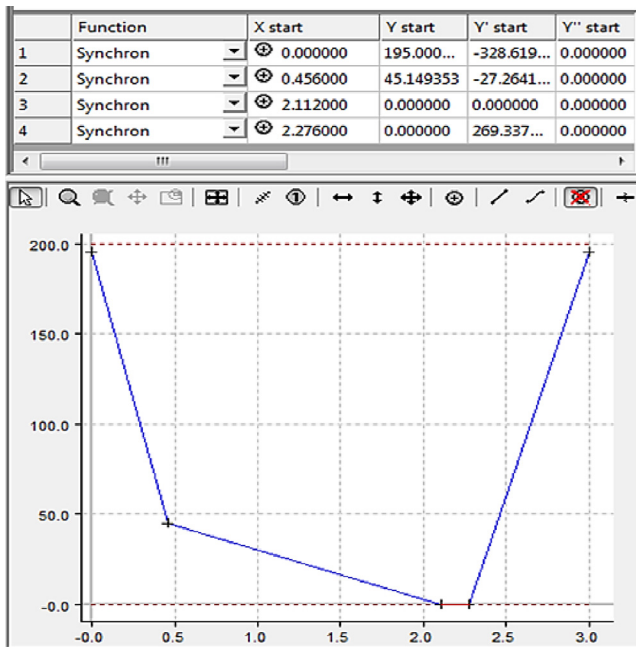 Function X start Y start Y' start Y'' start
1 Synchron 0.000000 195.000... -328.619... 0.000000
2 Synchron 0.456000 45.149353 -27.2641... 0.000000
3 Synchron 2.112000 0.000000 0.000000 0.000000
4 Synchron 2.276000 0.000000 269.337... 0.000000
200.0
150.0
100.0
50.0
-0.0
-0.0 0.5 1.0 1.5 2.0 2.5 3.0